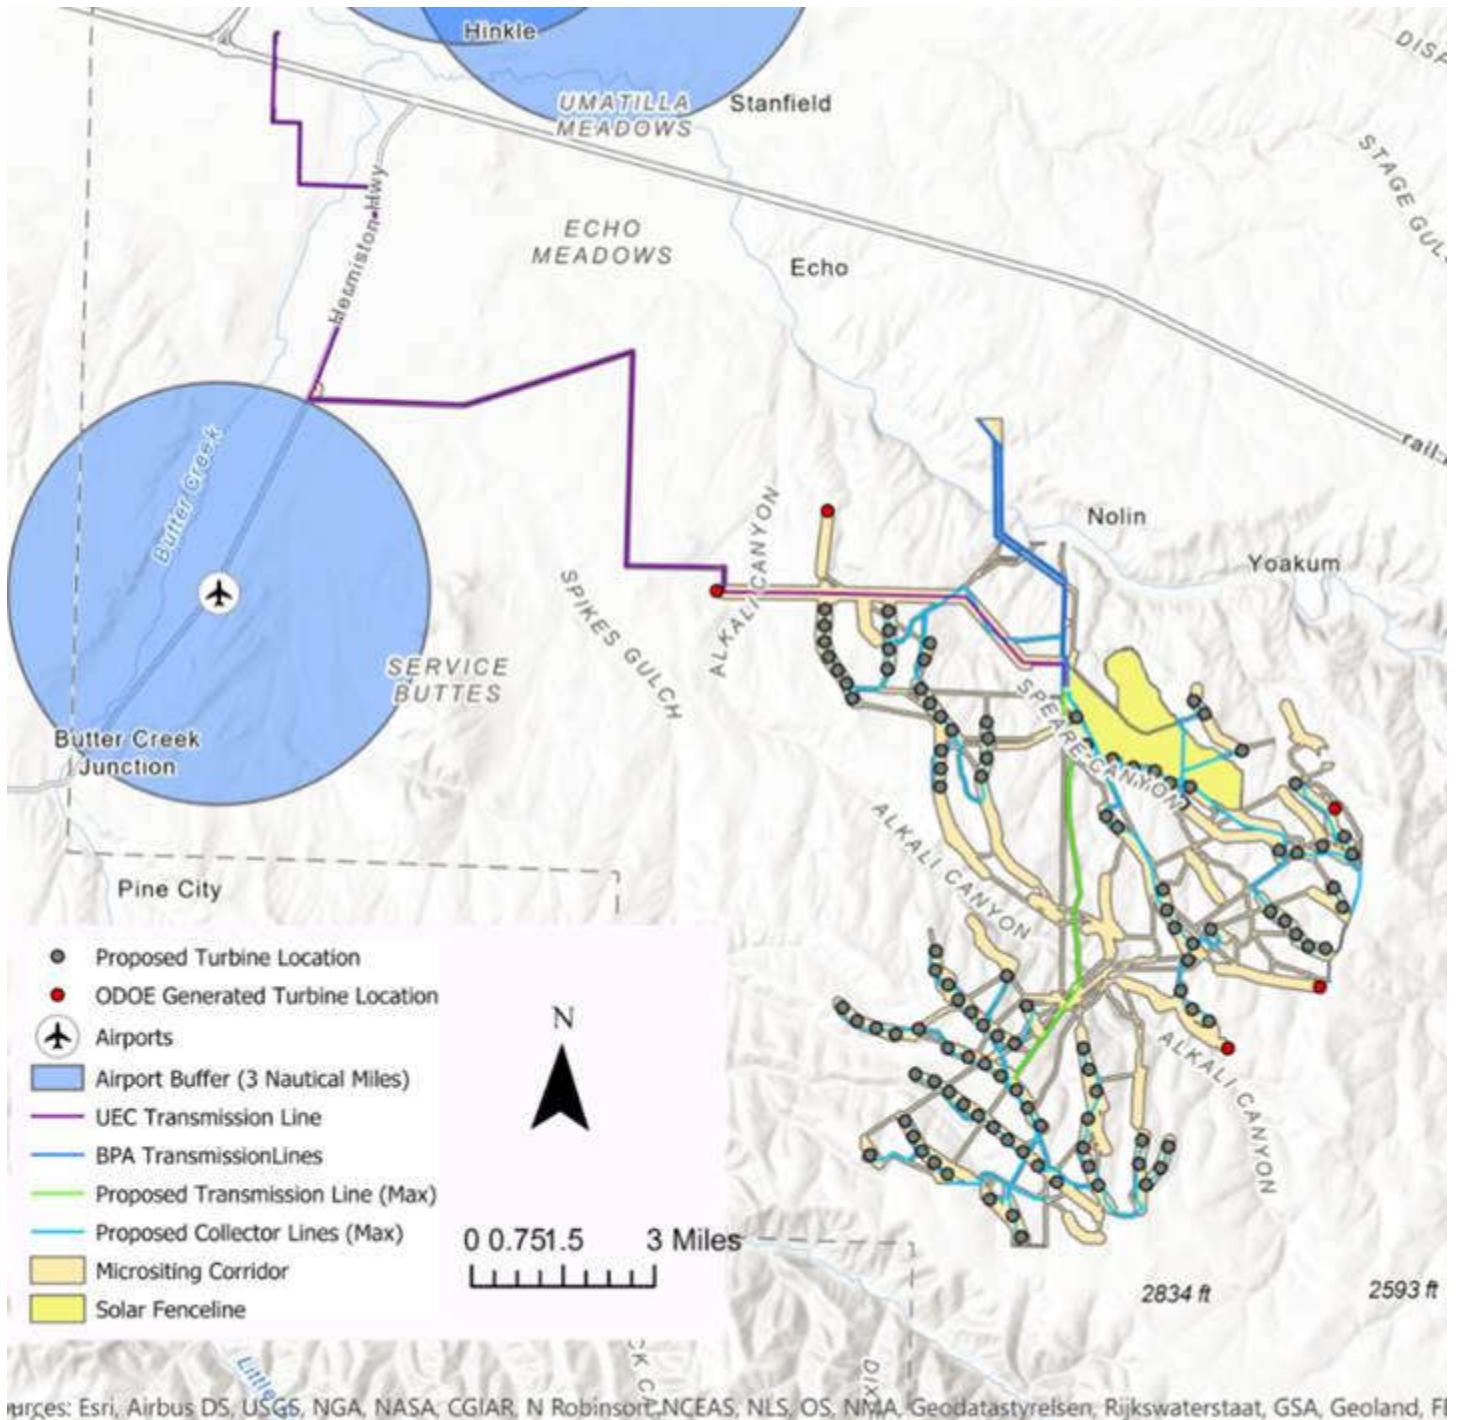 Hinkle
DISP
UMATILLA
MEADOWS
Stanfield
STAGE GUL
Hermiston-Hwy
ECHO
MEADOWS
Echo
rail
Butter Creek
ALKALI CANYON
Nolin
Yoakum
SPIKES GULCH
SERVICE
BUTTES
SPEARE CANYON
Butter Creek
Junction
ALKALI CANYON
Pine City
Proposed Turbine Location
ODOE Generated Turbine Location
Airports
Airport Buffer (3 Nautical Miles)
UEC Transmission Line
BPA TransmissionLines
Proposed Transmission Line (Max)
Proposed Collector Lines (Max)
Micrositing Corridor
Solar Fenceline
N
0 0.751.5 3 Miles
ALKALI CANYON
2834 ft
2593 ft
Little
CK C
DIX
urces: Esri, Airbus DS, USGS, NGA, NASA, CGIAR, N Robinson, NCEAS, NLS, OS, NMA, Geodatastyrelsen, Rijkswaterstaat, GSA, Geoland, F